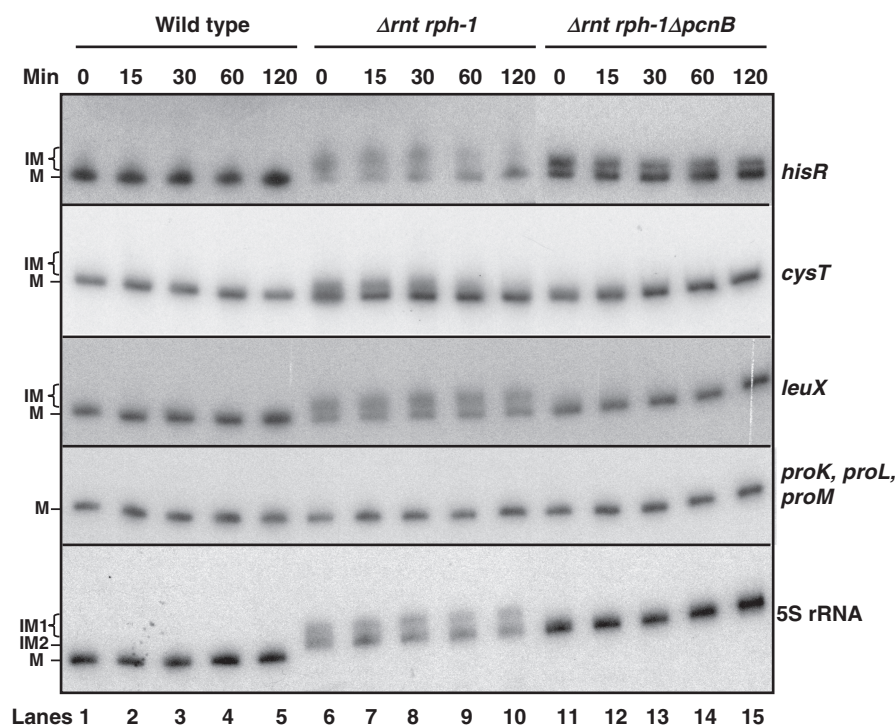 Wild type Δrnt rph-1 Δrnt rph-1ΔpcnB
Min 0 15 30 60 120 0 15 30 60 120 0 15 30 60 120
IM
M
hisR
IM
M
cysT
IM
M
leuX
M
proK, proL,
proM
IM1
IM2
M
5S rRNA
Lanes 1 2 3 4 5 6 7 8 9 10 11 12 13 14 15